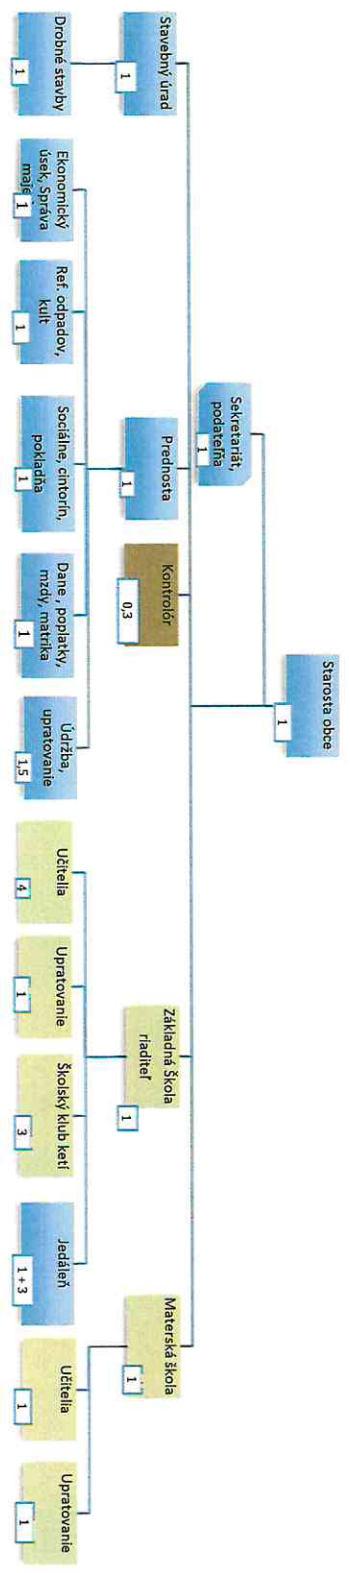 Starosta obce
1
Sekretariát,
podateľňa
1
Stavebný úrad
1
Prednosta
1
Kontrolór
0,3
Základná Škola
riaditeľ
1
Materská škola
1
Drobné stavby
1
Ekonomický
úsek, Správa
maje
1
Ref. odpadov,
kult
1
Sociálne, cintorín,
pokladňa
1
Dane , poplatky,
mzdy, matrika
1
Údržba,
upratovanie
1,5
Učitelia
4
Upratovanie
1
Školský klub ketí
3
Jedáleň
1 + 3
Učitelia
1
Upratovanie
1